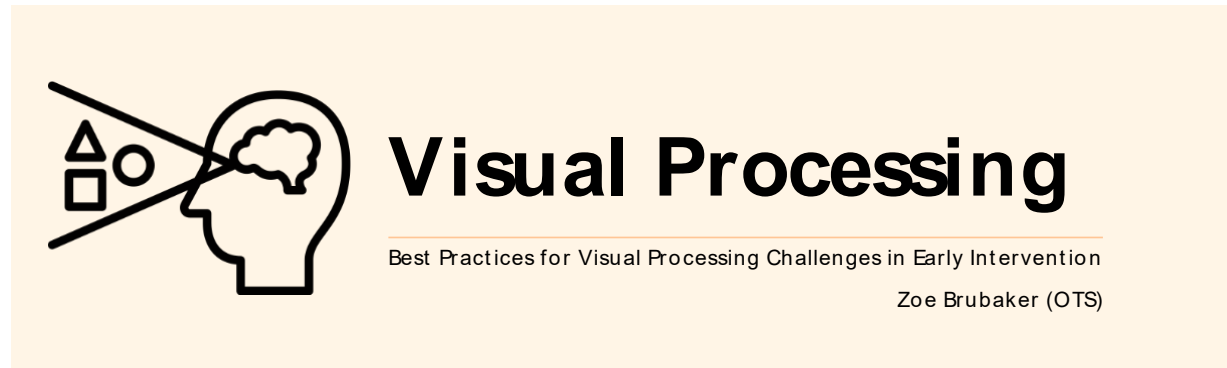 Visual Processing
Best Practices for Visual Processing Challenges in Early Intervention
Zoe Brubaker (OTS)